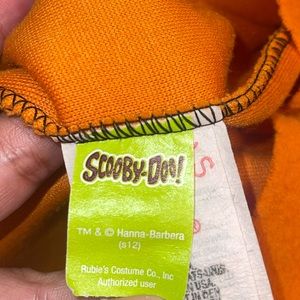 SCOOBY-DOO!
TM & © Hanna-Barbera
(s12)
Rubie's Costume Co., Inc
Authorized user